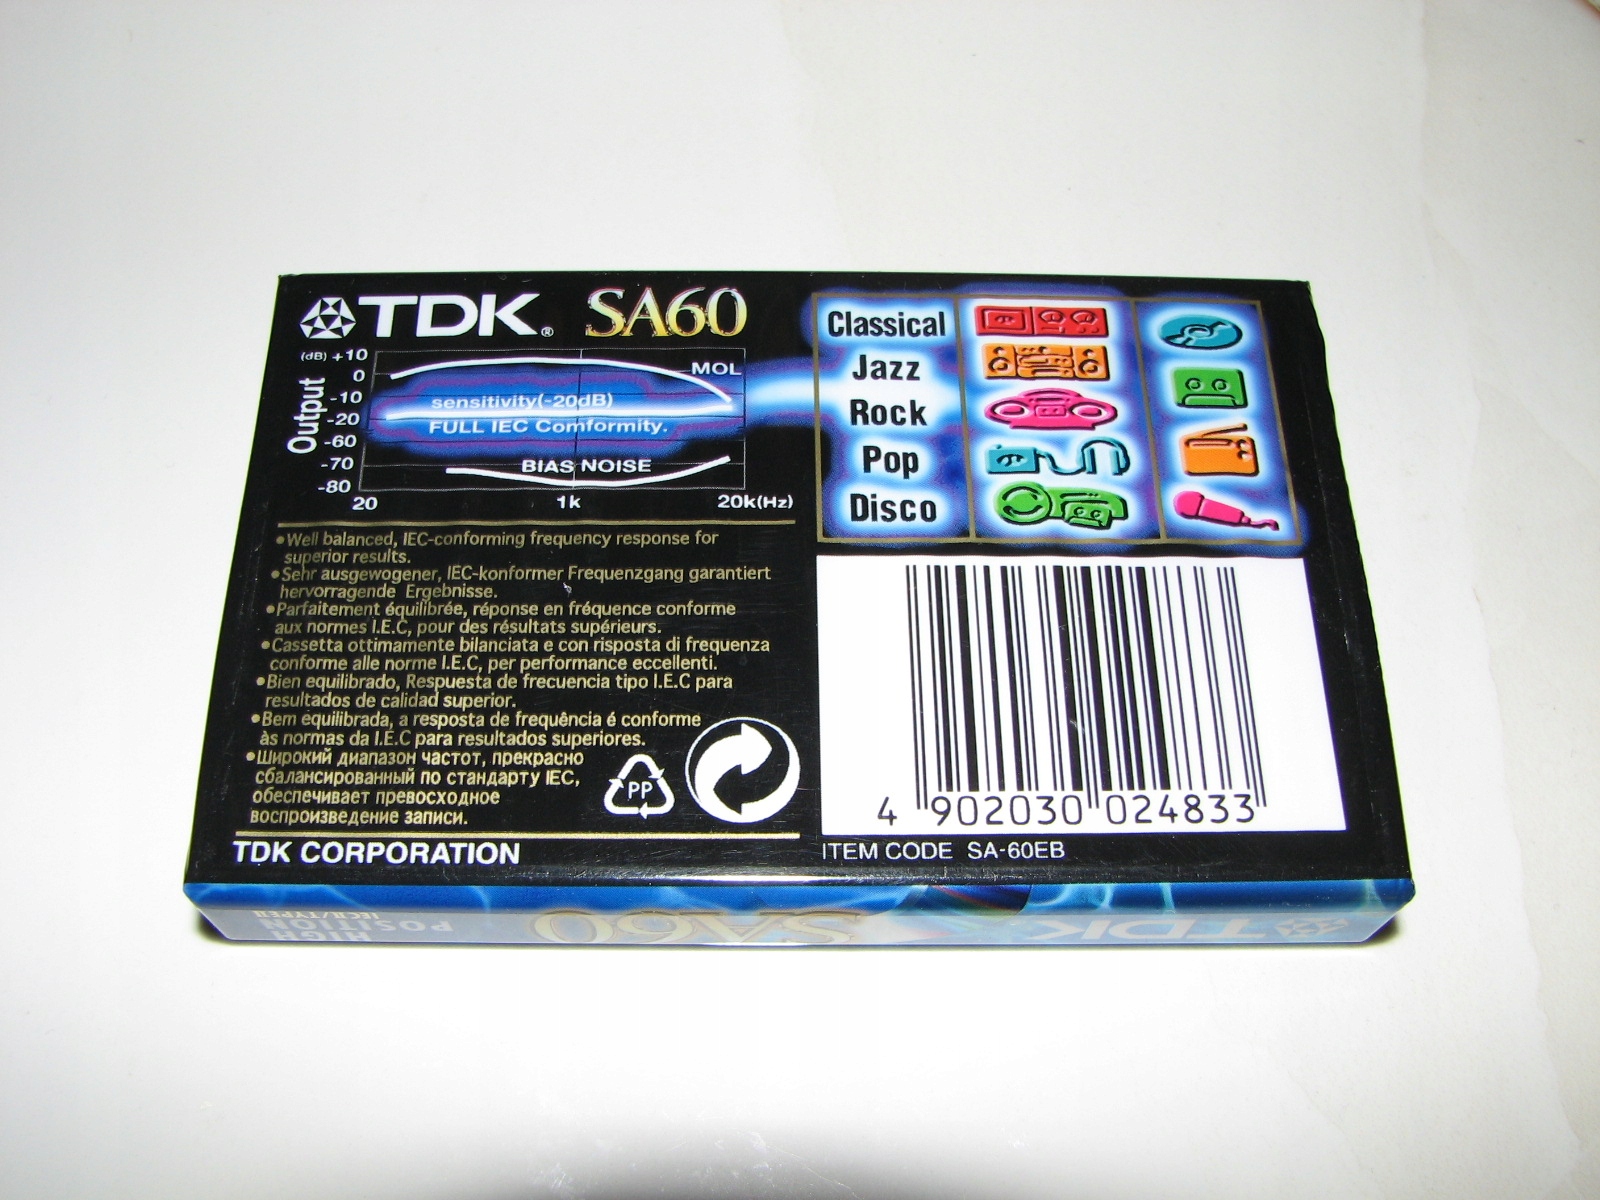 TDK® SA60
(dB) +10
0
-10
-20
-60
-70
-80
Output
MOL
sensitivity(-20dB)
FULL IEC Comformity.
BIAS NOISE
20 1k 20k(Hz)
Classical
Jazz
Rock
Pop
Disco
•Well balanced, IEC-conforming frequency response for
superior results.
•Sehr ausgewogener, IEC-konformer Frequenzgang garantiert
hervorragende Ergebnisse.
•Parfaitement équilibrée, réponse en fréquence conforme
aux normes I.E.C, pour des résultats supérieurs.
•Cassetta ottimamente bilanciata e con risposta di frequenza
conforme alle norme I.E.C, per performance eccellenti.
•Bien equilibrado, Respuesta de frecuencia tipo I.E.C para
resultados de calidad superior.
•Bem equilibrada, a resposta de frequência é conforme
às normas da I.E.C para resultados superiores.
•Широкий диапазон частот, прекрасно
сбалансированный по стандарту IEC,
обеспечивает превосходное
воспроизведение записи.
PP
TDK CORPORATION
4 902030 024833
ITEM CODE SA-60EB
TDK
SA60
HIGH
POSITION
IECII/TYPEII